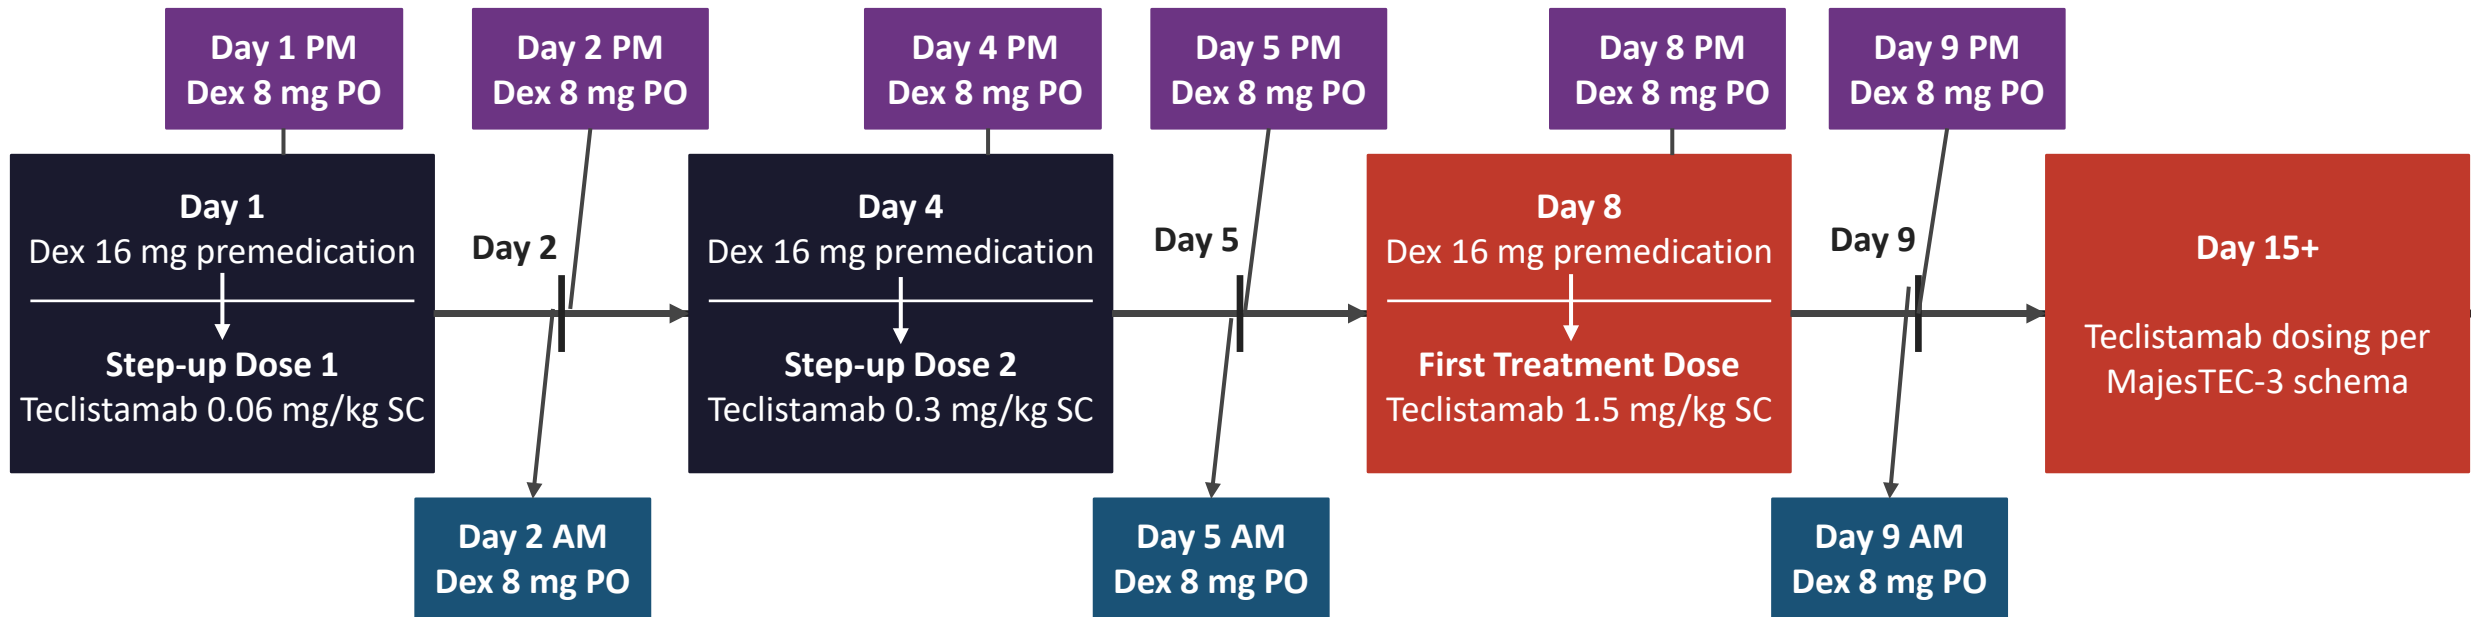 Day 1 PM
Dex 8 mg PO
Day 2 PM
Dex 8 mg PO
Day 4 PM
Dex 8 mg PO
Day 5 PM
Dex 8 mg PO
Day 8 PM
Dex 8 mg PO
Day 9 PM
Dex 8 mg PO
Day 1
Dex 16 mg premedication
Step-up Dose 1
Teclistamab 0.06 mg/kg SC
Day 2
Day 4
Dex 16 mg premedication
Step-up Dose 2
Teclistamab 0.3 mg/kg SC
Day 5
Day 8
Dex 16 mg premedication
First Treatment Dose
Teclistamab 1.5 mg/kg SC
Day 9
Day 15+
Teclistamab dosing per
MajesTEC-3 schema
Day 2 AM
Dex 8 mg PO
Day 5 AM
Dex 8 mg PO
Day 9 AM
Dex 8 mg PO